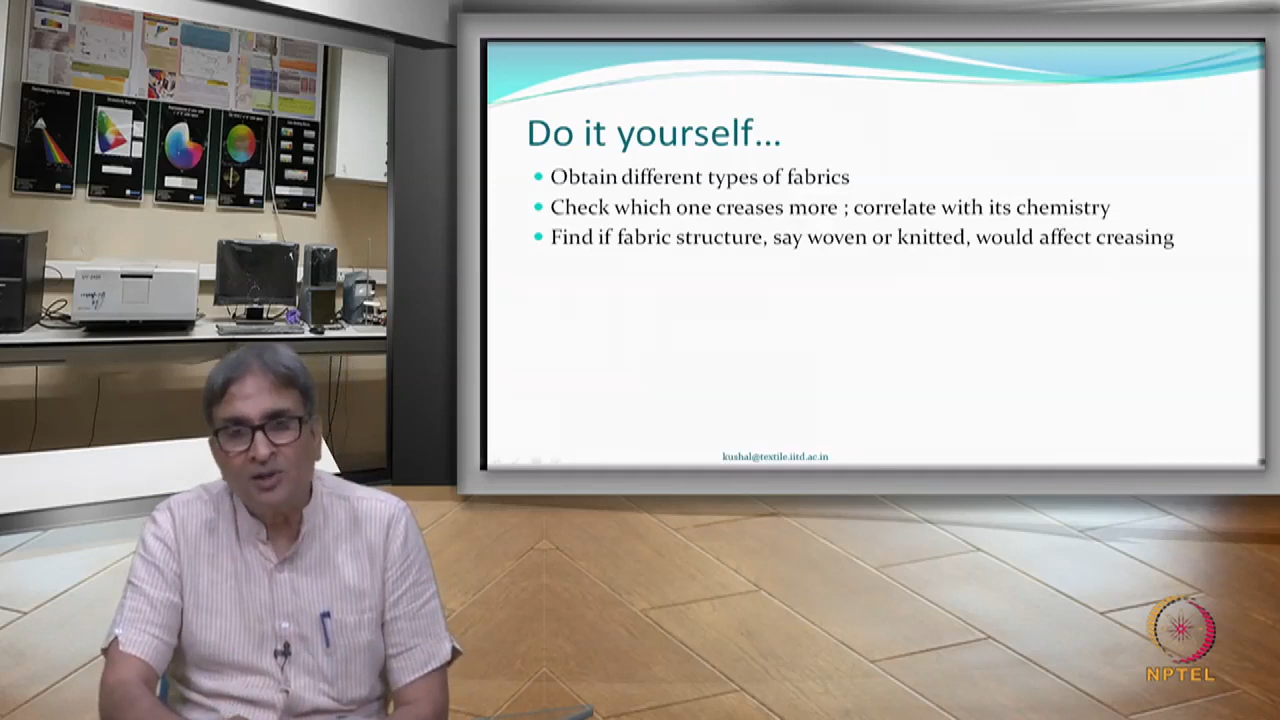 Do it yourself...
• Obtain different types of fabrics
• Check which one creases more ; correlate with its chemistry
• Find if fabric structure, say woven or knitted, would affect creasing
kushal@textile.iitd.ac.in
NPTEL